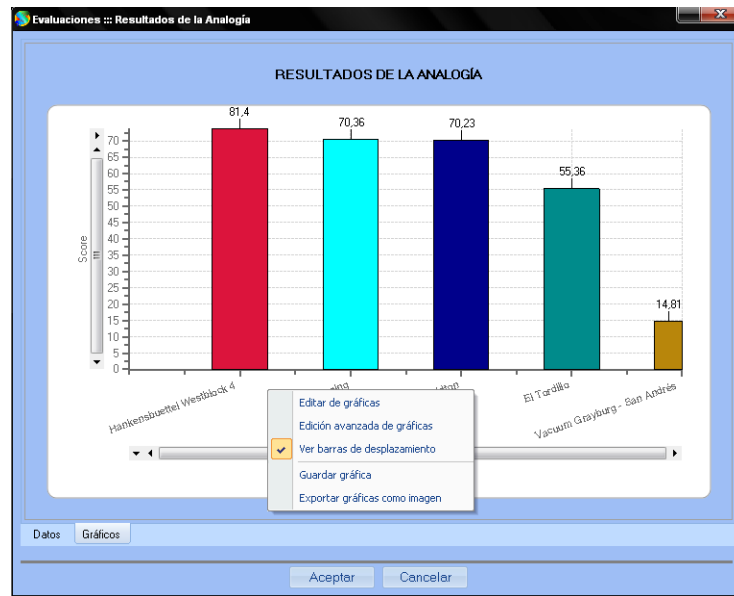 Evaluaciones ::: Resultados de la Analogía
RESULTADOS DE LA ANALOGÍA
81,4
70,36
70,23
55,36
14,81
Score
70
65
60
55
50
45
40
35
30
25
20
15
10
5
0
Hankensbuettel Westblock 4
El Tordillo
Vacuum Grayburg - San Andrés
Editar de gráficas
Edición avanzada de gráficas
Ver barras de desplazamiento
Guardar gráfica
Exportar gráficas como imagen
Datos
Gráficos
Aceptar
Cancelar